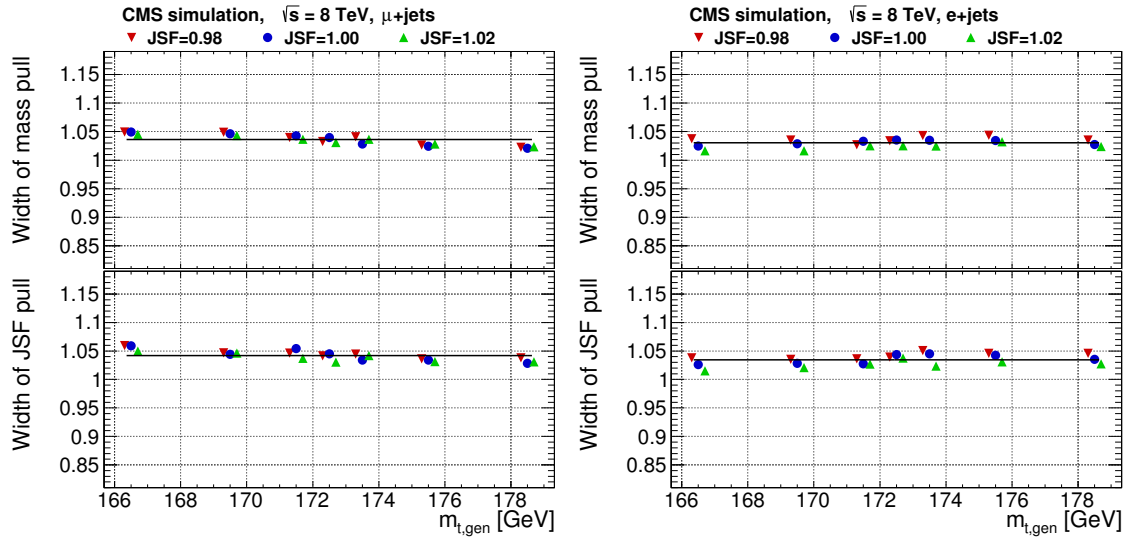 CMS simulation, √s = 8 TeV, μ+jets
JSF=0.98 JSF=1.00 JSF=1.02
Width of mass pull
1.15
1.1
1.05
1
0.95
0.9
0.85
Width of JSF pull
1.15
1.1
1.05
1
0.95
0.9
0.85
166 168 170 172 174 176 178
m_t,gen [GeV]
CMS simulation, √s = 8 TeV, e+jets
JSF=0.98 JSF=1.00 JSF=1.02
Width of mass pull
1.15
1.1
1.05
1
0.95
0.9
0.85
Width of JSF pull
1.15
1.1
1.05
1
0.95
0.9
0.85
166 168 170 172 174 176 178
m_t,gen [GeV]